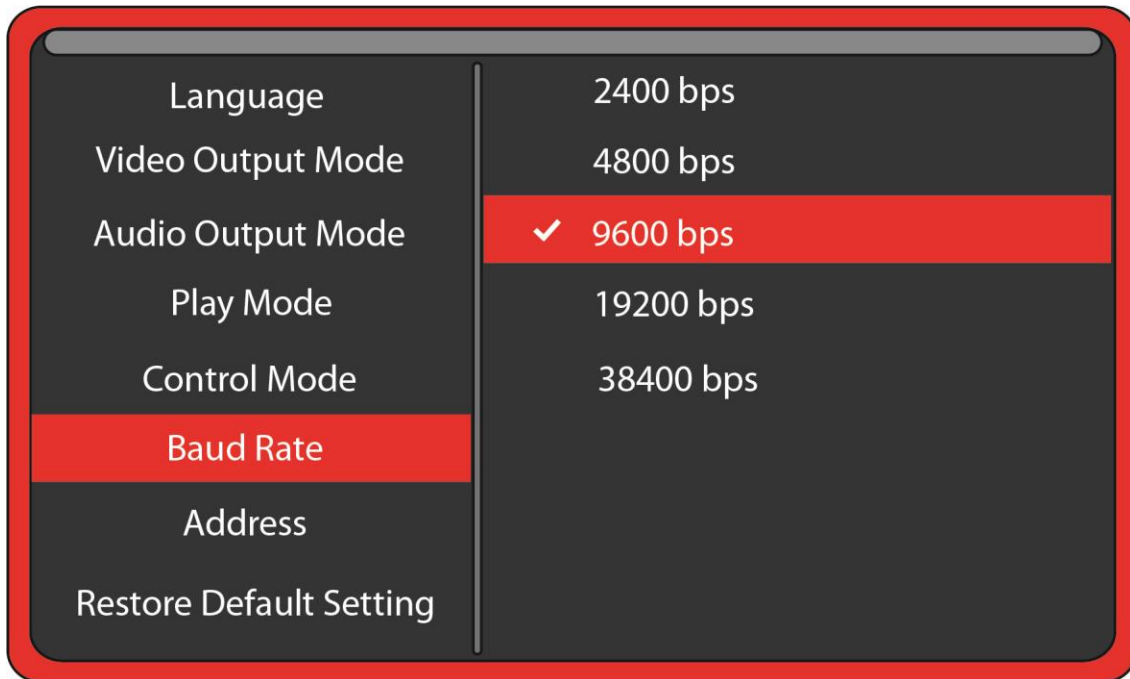 Language
Video Output Mode
Audio Output Mode
Play Mode
Control Mode
Baud Rate
Address
Restore Default Setting
2400 bps
4800 bps
9600 bps
19200 bps
38400 bps